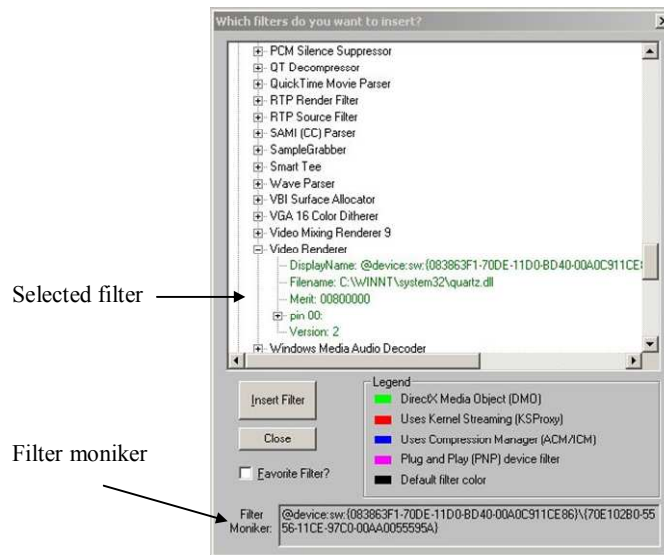 Which filters do you want to insert?
PCM Silence Suppressor
QT Decompressor
QuickTime Movie Parser
RTP Render Filter
RTP Source Filter
SAMI (CC) Parser
SampleGrabber
Smart Tee
Wave Parser
VBI Surface Allocator
VGA 16 Color Ditherer
Video Mixing Renderer 9
Video Renderer
DisplayName: @device:sw:{083863F1-70DE-11D0-BD40-00A0C911CE8
Filename: C:\WINNT\system32\quartz.dll
Merit: 00800000
pin 00:
Version: 2
Windows Media Audio Decoder
Selected filter
Insert Filter
Close
Favorite Filter?
Legend
DirectX Media Object (DMO)
Uses Kernel Streaming (KSProxy)
Uses Compression Manager (ACM/ICM)
Plug and Play (PNP) device filter
Default filter color
Filter moniker
Filter
Moniker:
@device:sw:{083863F1-70DE-11D0-BD40-00A0C911CE86}\{70E102B0-55
56-11CE-97C0-00AA0055595A}